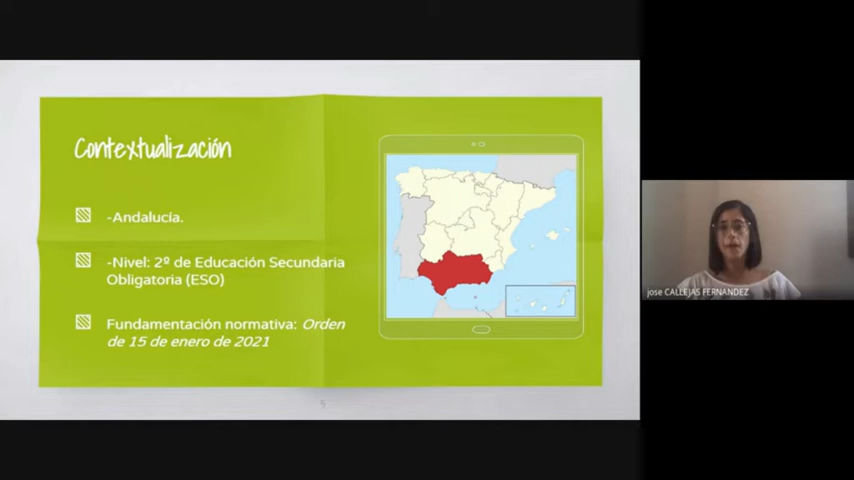 Contextualización
-Andalucía.
-Nivel: 2º de Educación Secundaria
Obligatoria (ESO)
Fundamentación normativa: Orden
de 15 de enero de 2021
5
jose CALLEJAS FERNANDEZ